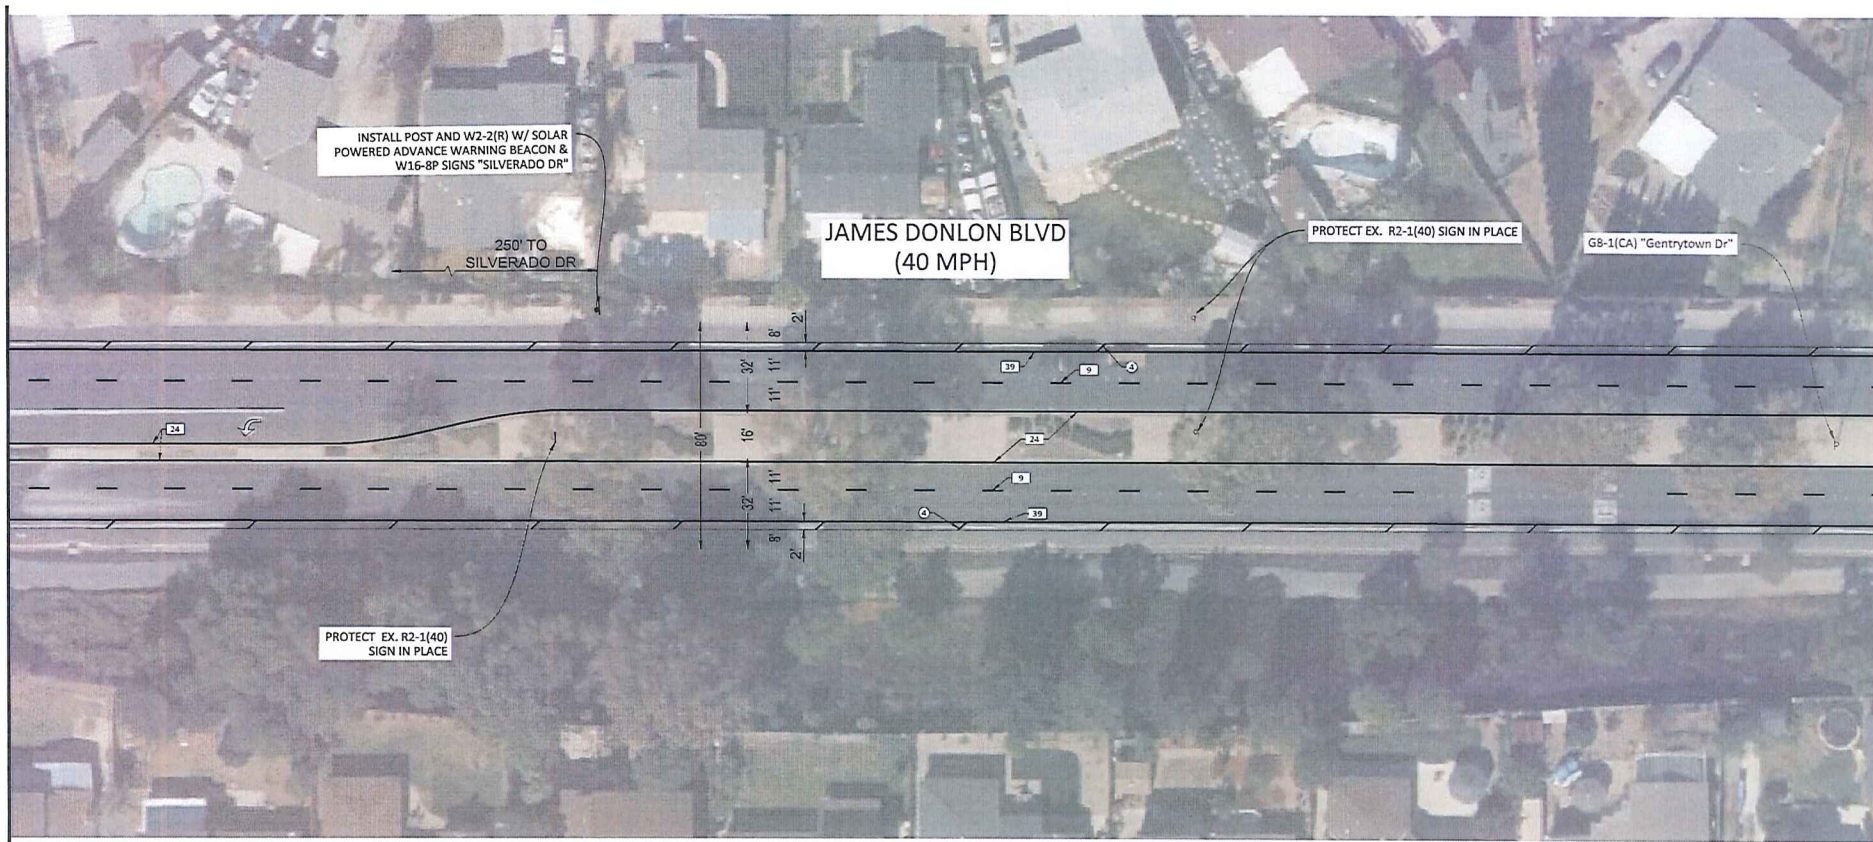 INSTALL POST AND W2-2(R) W/ SOLAR
POWERED ADVANCE WARNING BEACON &
W16-8P SIGNS "SILVERADO DR"
250' TO
SILVERADO DR
JAMES DONLON BLVD
(40 MPH)
PROTECT EX. R2-1(40) SIGN IN PLACE
G8-1(CA) "Gentrytown Dr"
2'
8'
32'
11'
11'
39
9
4
24
80'
16'
24
11'
32'
11'
9
4
39
8'
2'
PROTECT EX. R2-1(40)
SIGN IN PLACE